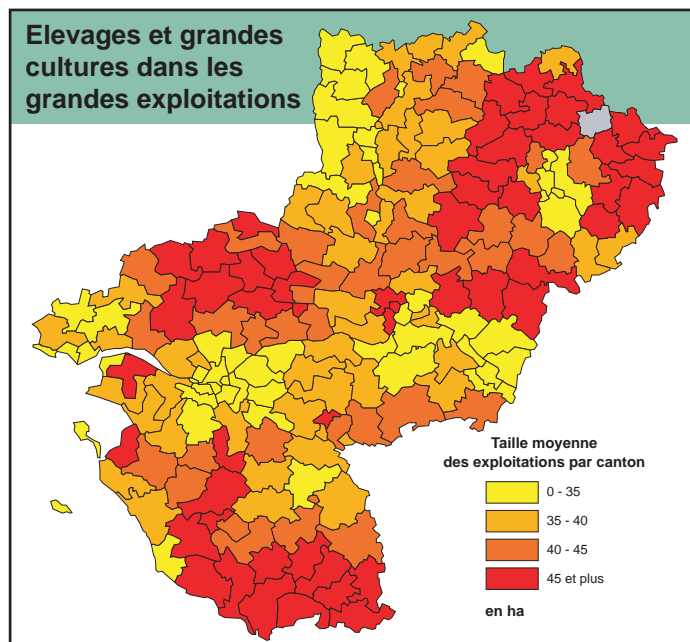 Elevages et grandes
cultures dans les
grandes exploitations
Taille moyenne
des exploitations par canton
0 - 35
35 - 40
40 - 45
45 et plus
en ha